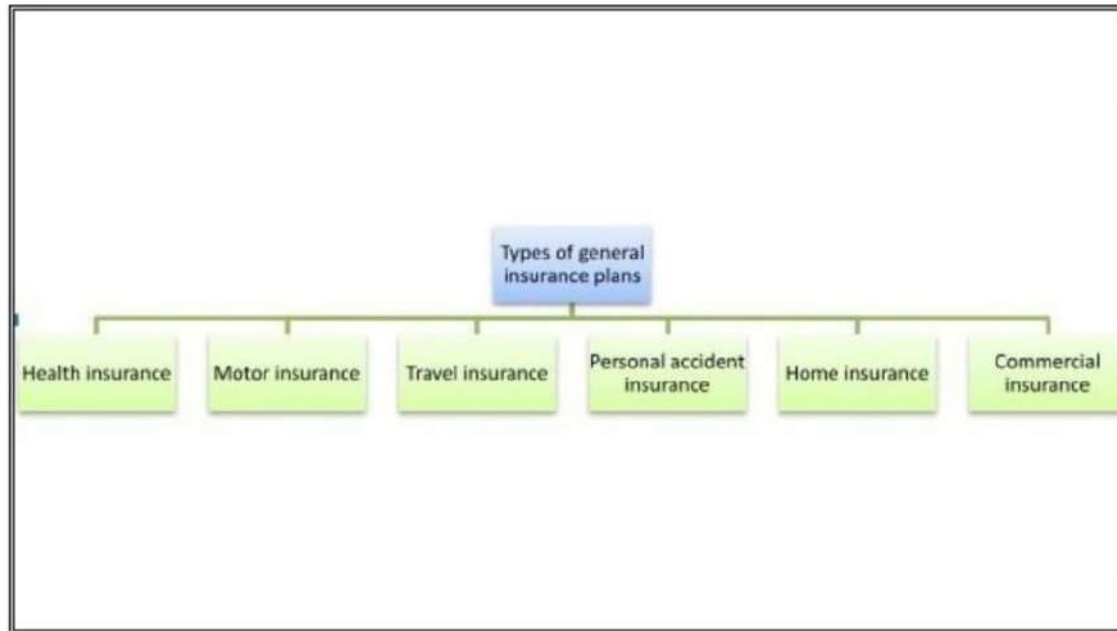 Types of general
insurance plans
Health insurance
Motor insurance
Travel insurance
Personal accident
insurance
Home insurance
Commercial
insurance